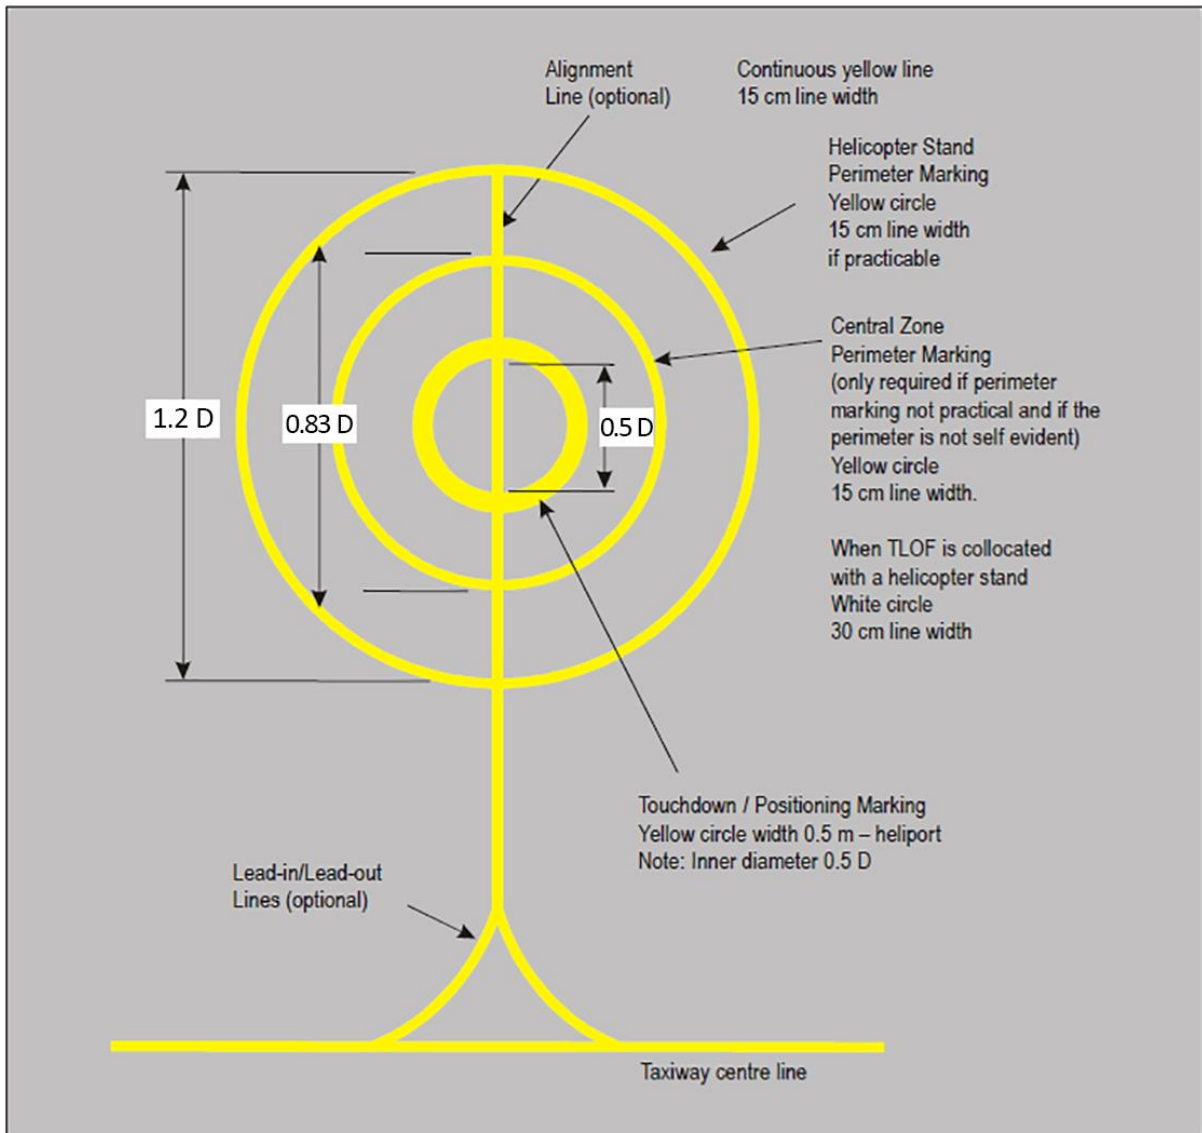 Alignment
Line (optional)
Continuous yellow line
15 cm line width
Helicopter Stand
Perimeter Marking
Yellow circle
15 cm line width
if practicable
Central Zone
Perimeter Marking
(only required if perimeter
marking not practical and if the
perimeter is not self evident)
Yellow circle
15 cm line width.
1.2 D
0.83 D
0.5 D
When TLOF is collocated
with a helicopter stand
White circle
30 cm line width
Touchdown / Positioning Marking
Yellow circle width 0.5 m – heliport
Note: Inner diameter 0.5 D
Lead-in/Lead-out
Lines (optional)
Taxiway centre line